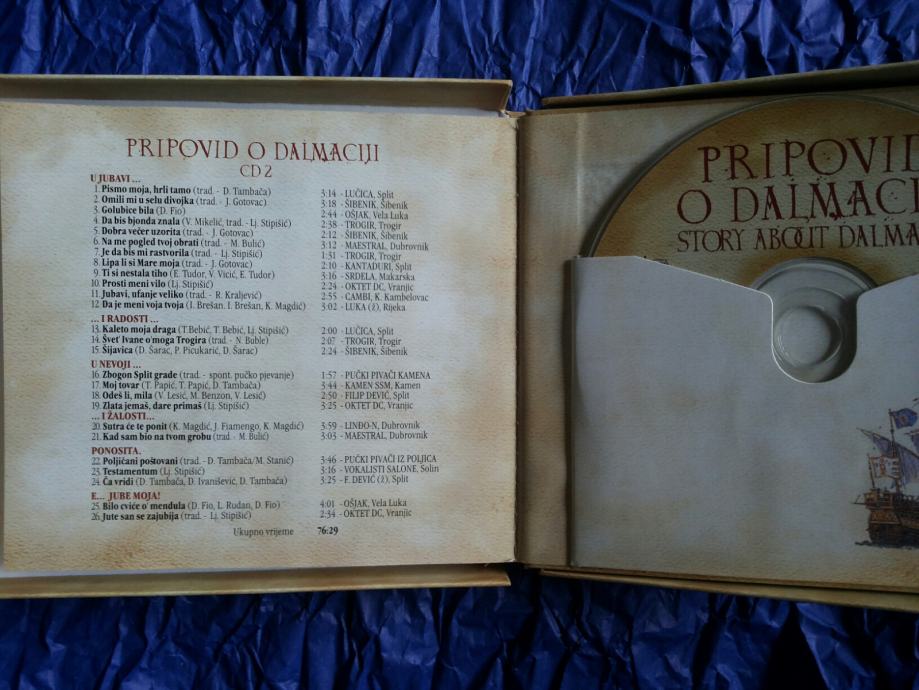 PRIPOVID O DALMACIJI
CD 2
U JUBAVI ...
1. Pismo moja, hrli tamo (trad. - D. Tambača) 3:14 - LUČICA, Split
2. Omili mi u selu divojka (trad. - J. Gotovac) 3:18 - ŠIBENIK, Šibenik
3. Golubice bila (D. Fio) 2:44 - OŠJAK, Vela Luka
4. Da bis bjonda znala (V. Mikelić, trad. - Lj. Stipišić) 2:38 - TROGIR, Trogir
5. Dobra večer uzorita (trad. - J. Gotovac) 2:12 - ŠIBENIK, Šibenik
6. Na me pogled tvoj obrati (trad. - M. Bulić) 3:12 - MAESTRAL, Dubrovnik
7. Je da bis mi rastvorila (trad. - Lj. Stipišić) 1:31 - TROGIR, Trogir
8. Lipa li si Mare moja (trad. - J. Gotovac) 2:10 - KANTADURI, Split
9. Ti si nestala tiho (E. Tudor, V. Vicić, E. Tudor) 3:16 - SRDELA, Makarska
10. Prosti meni vilo (Lj. Stipišić) 2:24 - OKTET DC, Vranjic
11. Jubavi, ufanje veliko (trad. - R. Kraljević) 2:55 - CAMBI, K. Kambelovac
12. Da je meni voja tvoja (I. Brešan. I. Brešan, K. Magdić) 3:02 - LUKA (ž), Rijeka
... I RADOSTI ...
13. Kaleto moja draga (T.Bebić, T. Bebić, Lj. Stipišić) 2:00 - LUČICA, Split
14. Švet' Ivane o'moga Trogira (trad. - N. Buble) 2:07 - TROGIR, Trogir
15. Šijavica (D. Šarac, P. Picukarić, D. Šarac) 2:24 - ŠIBENIK, Šibenik
U NEVOJI ...
16. Zbogon Split grade (trad. - spont. pučko pjevanje) 1:57 - PUČKI PIVAČI KAMENA
17. Moj tovar (T. Papić, T. Papić, D. Tambača) 3:44 - KAMEN SSM, Kamen
18. Odeš li, mila (V. Lesić, M. Benzon, V. Lesić) 2:50 - FILIP DEVIĆ, Split
19. Zlata jemaš, dare primaš (Lj. Stipišić) 3:25 - OKTET DC, Vranjic
... I ŽALOSTI...
20. Sutra će te ponit (K. Magdić, J. Fiamengo, K. Magdić) 3:59 - LINĐO-N, Dubrovnik
21. Kad sam bio na tvom grobu (trad - M. Bulić) 3:03 - MAESTRAL, Dubrovnik
PONOSITA.
22. Poljičani poštovani (trad. - D. Tambača/M. Stanić) 3:46 - PUČKI PIVAČI IZ POLJICA
23. Testamentum (Lj. Stipišić) 3:16 - VOKALISTI SALONE, Solin
24. Ča vridi (D. Tambača, D. Ivanišević, D. Tambača) 3:25 - F. DEVIĆ (ž), Split
E... JUBE MOJA!
25. Bilo cviće o' mendula (D. Fio, L. Rudan, D. Fio) 4:01 - OŠJAK, Vela Luka
26. Jute san se zajubija (trad. - Lj. Stipišić) 2:34 - OKTET DC, Vranjic
Ukupno vrijeme 76:29
PRIPOVID
O DALMACI
STORY ABOUT DALMA